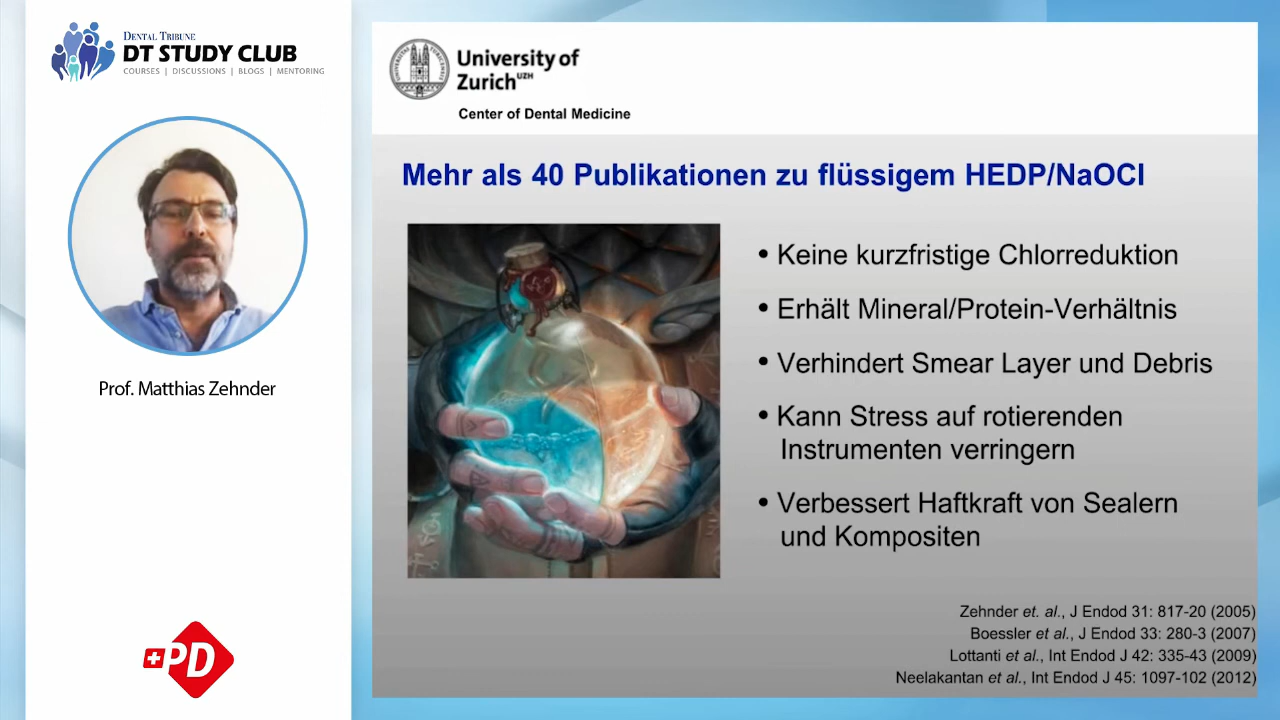 DENTAL TRIBUNE
DT STUDY CLUB
COURSES | DISCUSSIONS | BLOGS | MENTORING
Prof. Matthias Zehnder
PD
University of
Zurich UZH
Center of Dental Medicine
Mehr als 40 Publikationen zu flüssigem HEDP/NaOCl
• Keine kurzfristige Chlorreduktion
• Erhält Mineral/Protein-Verhältnis
• Verhindert Smear Layer und Debris
• Kann Stress auf rotierenden
Instrumenten verringern
• Verbessert Haftkraft von Sealern
und Kompositen
Zehnder et. al., J Endod 31: 817-20 (2005)
Boessler et al., J Endod 33: 280-3 (2007)
Lottanti et al., Int Endod J 42: 335-43 (2009)
Neelakantan et al., Int Endod J 45: 1097-102 (2012)